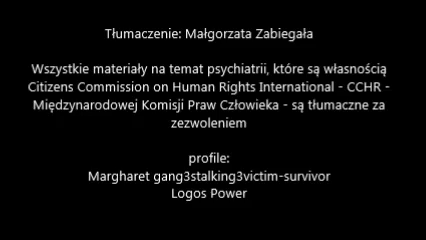 Tłumaczenie: Małgorzata Zabiegała
Wszystkie materiały na temat psychiatrii, które są własnością
Citizens Commission on Human Rights International - CCHR -
Międzynarodowej Komisji Praw Człowieka - są tłumaczne za
zezwoleniem
profile:
Margharet gang3stalking3victim-survivor
Logos Power